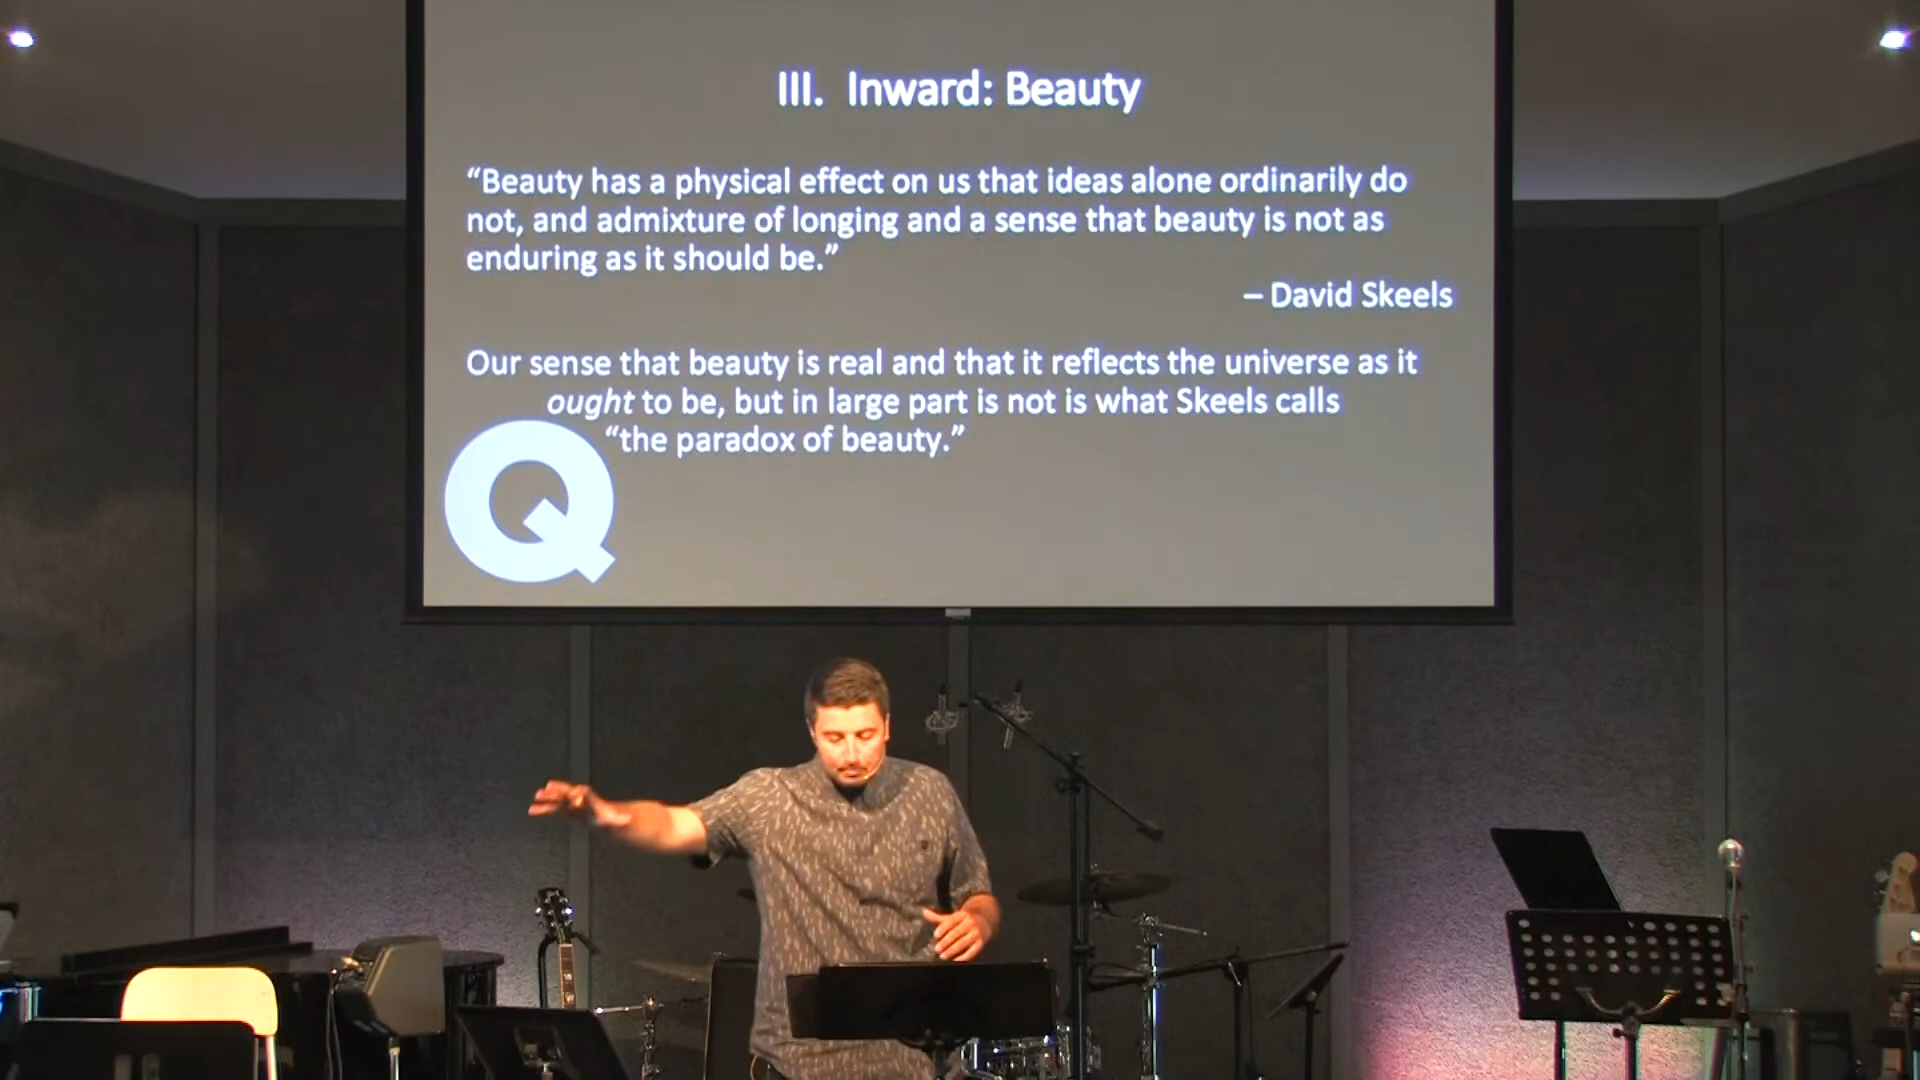 III. Inward: Beauty
“Beauty has a physical effect on us that ideas alone ordinarily do
not, and admixture of longing and a sense that beauty is not as
enduring as it should be.”
– David Skeels
Our sense that beauty is real and that it reflects the universe as it
ought to be, but in large part is not is what Skeels calls
“the paradox of beauty.”
Q